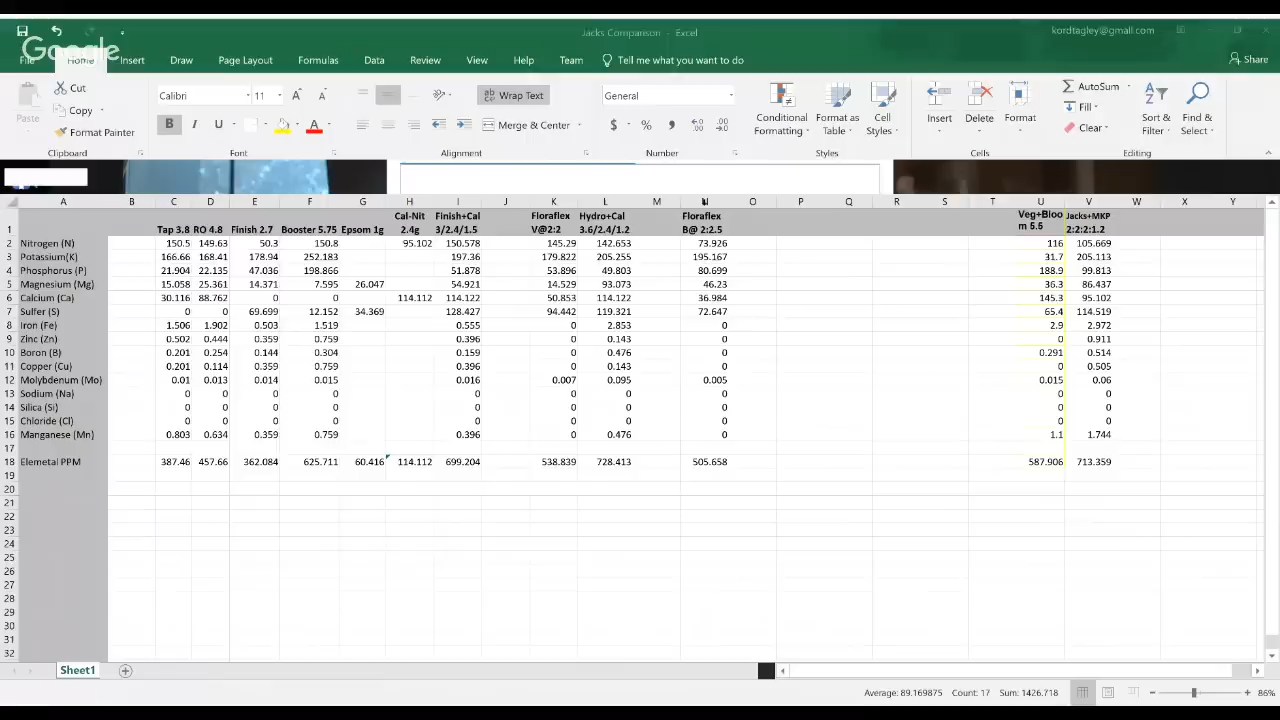 Jacks Comparison - Excel
kordtagley@gmail.com
Google
File Home Insert Draw Page Layout Formulas Data Review View Help Team Tell me what you want to do Share
Cut
Copy
Format Painter
Paste
Calibri 11
B I U A
Wrap Text
Merge & Center
General
$ % ,
Conditional Formatting
Format as Table
Cell Styles
Insert Delete Format
AutoSum
Fill
Clear
Sort & Filter
Find & Select
Clipboard Font Alignment Number Styles Cells Editing
A B C D E F G H I J K L M N O P Q R S T U V W X Y
1 Tap 3.8 RO 4.8 Finish 2.7 Booster 5.75 Epsom 1g Cal-Nit 2.4g Finish+Cal 3/2.4/1.5 Floraflex V@2:2 Hydro+Cal 3.6/2.4/1.2 Floraflex B@ 2:2.5 Veg+Bloom 5.5 Jacks+MKP 2:2:2:1.2
2 Nitrogen (N) 150.5 149.63 50.3 150.8 95.102 150.578 145.29 142.653 73.926 116 105.669
3 Potassium(K) 166.66 168.41 178.94 252.183 197.36 179.822 205.255 195.167 31.7 205.113
4 Phosphorus (P) 21.904 22.135 47.036 198.866 51.878 53.896 49.803 80.699 188.9 99.813
5 Magnesium (Mg) 15.058 25.361 14.371 7.595 26.047 54.921 14.529 93.073 46.23 36.3 86.437
6 Calcium (Ca) 30.116 88.762 0 0 114.112 114.122 50.853 114.122 36.984 145.3 95.102
7 Sulfer (S) 0 0 69.699 12.152 34.369 128.427 94.442 119.321 72.647 65.4 114.519
8 Iron (Fe) 1.506 1.902 0.503 1.519 0.555 0 2.853 0 2.9 2.972
9 Zinc (Zn) 0.502 0.444 0.359 0.759 0.396 0 0.143 0 0 0.911
10 Boron (B) 0.201 0.254 0.144 0.304 0.159 0 0.476 0 0.291 0.514
11 Copper (Cu) 0.201 0.114 0.359 0.759 0.396 0 0.143 0 0 0.505
12 Molybdenum (Mo) 0.01 0.013 0.014 0.015 0.016 0.007 0.095 0.005 0.015 0.06
13 Sodium (Na) 0 0 0 0 0 0 0 0 0 0
14 Silica (Si) 0 0 0 0 0 0 0 0 0 0
15 Chloride (Cl) 0 0 0 0 0 0 0 0 0 0
16 Manganese (Mn) 0.803 0.634 0.359 0.759 0.396 0 0.476 0 1.1 1.744
17
18 Elemetal PPM 387.46 457.66 362.084 625.711 60.416 114.112 699.204 538.839 728.413 505.658 587.906 713.359
19
20
21
22
23
24
25
26
27
28
29
30
31
32
Sheet1
Average: 89.169875 Count: 17 Sum: 1426.718 86%